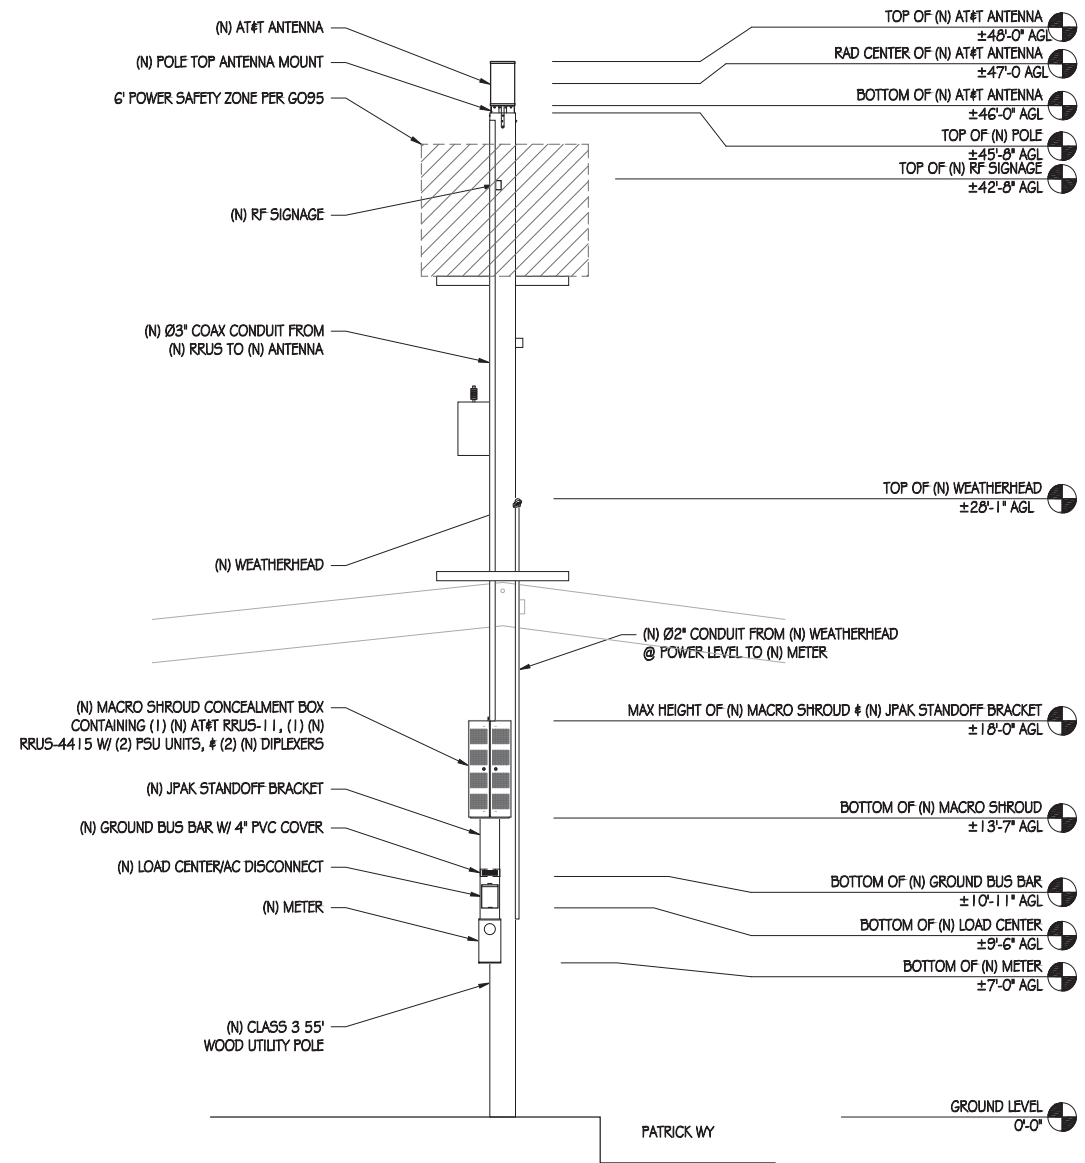 (N) AT&T ANTENNA
(N) POLE TOP ANTENNA MOUNT
6' POWER SAFETY ZONE PER GO95
(N) RF SIGNAGE
(N) Ø3" COAX CONDUIT FROM
(N) RRUS TO (N) ANTENNA
(N) WEATHERHEAD
(N) MACRO SHROUD CONCEALMENT BOX
CONTAINING (1) (N) AT&T RRUS-11, (1) (N)
RRUS-4415 W/ (2) PSU UNITS, & (2) (N) DIPLEXERS
(N) JPAK STANDOFF BRACKET
(N) GROUND BUS BAR W/ 4" PVC COVER
(N) LOAD CENTER/AC DISCONNECT
(N) METER
(N) CLASS 3 55'
WOOD UTILITY POLE
(N) Ø2" CONDUIT FROM (N) WEATHERHEAD
@ POWER LEVEL TO (N) METER
PATRICK WY
TOP OF (N) AT&T ANTENNA
±48'-0" AGL
RAD CENTER OF (N) AT&T ANTENNA
±47'-0 AGL
BOTTOM OF (N) AT&T ANTENNA
±46'-0" AGL
TOP OF (N) POLE
±45'-8" AGL
TOP OF (N) RF SIGNAGE
±42'-8" AGL
TOP OF (N) WEATHERHEAD
±28'-1" AGL
MAX HEIGHT OF (N) MACRO SHROUD & (N) JPAK STANDOFF BRACKET
±18'-0" AGL
BOTTOM OF (N) MACRO SHROUD
±13'-7" AGL
BOTTOM OF (N) GROUND BUS BAR
±10'-11" AGL
BOTTOM OF (N) LOAD CENTER
±9'-6" AGL
BOTTOM OF (N) METER
±7'-0" AGL
GROUND LEVEL
0'-0"